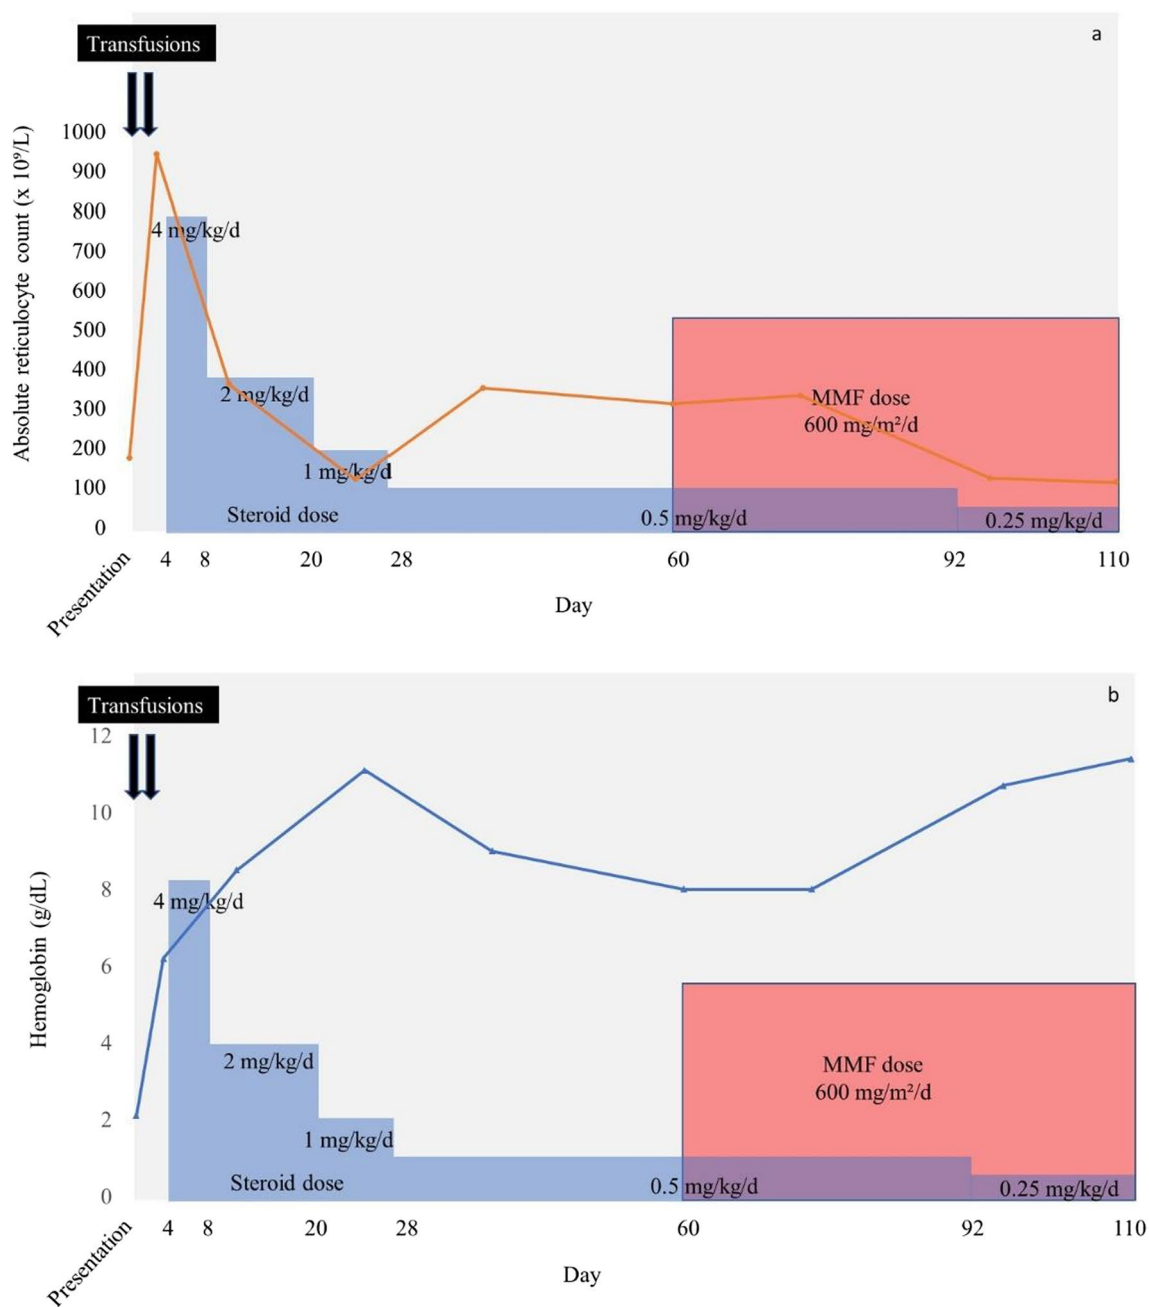 a
Transfusions
Absolute reticulocyte count (x 10⁹/L)
1000
900
800
700
600
500
400
300
200
100
0
4 mg/kg/d
2 mg/kg/d
1 mg/kg/d
Steroid dose
0.5 mg/kg/d
0.25 mg/kg/d
MMF dose
600 mg/m²/d
Presentation 4 8 20 28 60 92 110
Day
b
Transfusions
Hemoglobin (g/dL)
12
10
8
6
4
2
0
4 mg/kg/d
2 mg/kg/d
1 mg/kg/d
Steroid dose
0.5 mg/kg/d
0.25 mg/kg/d
MMF dose
600 mg/m²/d
Presentation 4 8 20 28 60 92 110
Day